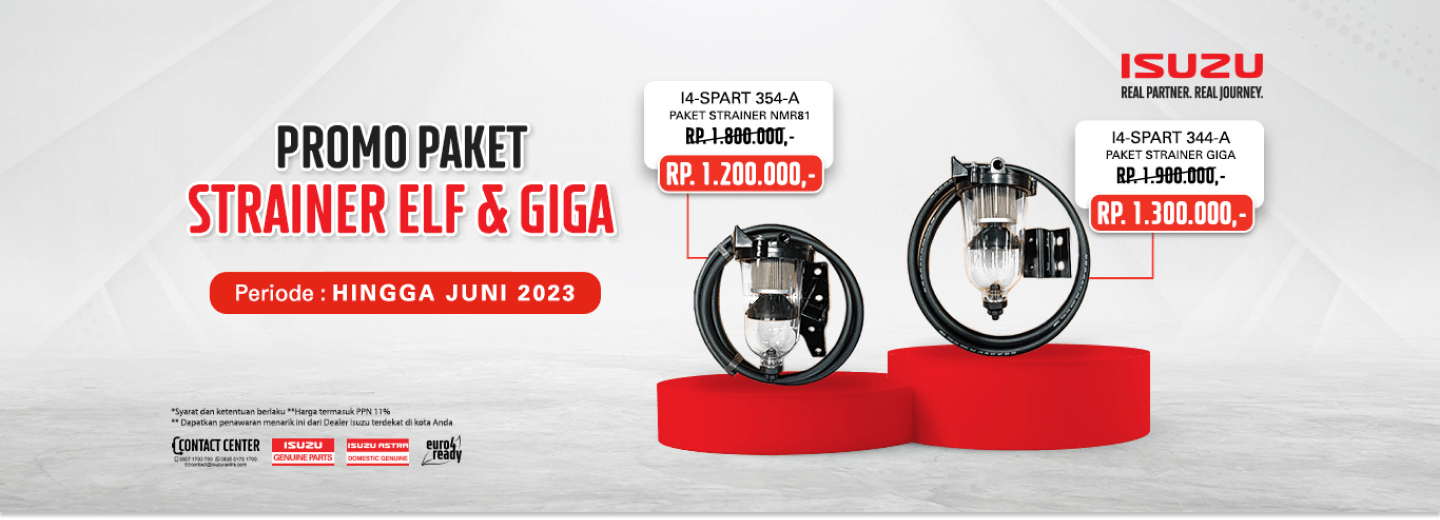 ISUZU
REAL PARTNER. REAL JOURNEY.
PROMO PAKET
STRAINER ELF & GIGA
Periode : HINGGA JUNI 2023
I4-SPART 354-A
PAKET STRAINER NMR81
RP. 1.800.000,-
RP. 1.200.000,-
I4-SPART 344-A
PAKET STRAINER GIGA
RP. 1.900.000,-
RP. 1.300.000,-
*Syarat dan ketentuan berlaku **Harga termasuk PPN 11%
** Dapatkan penawaran menarik ini dari Dealer Isuzu terdekat di kota Anda
CONTACT CENTER
ISUZU
GENUINE PARTS
ISUZU ASTRA
DOMESTIC GENUINE
euro4
ready